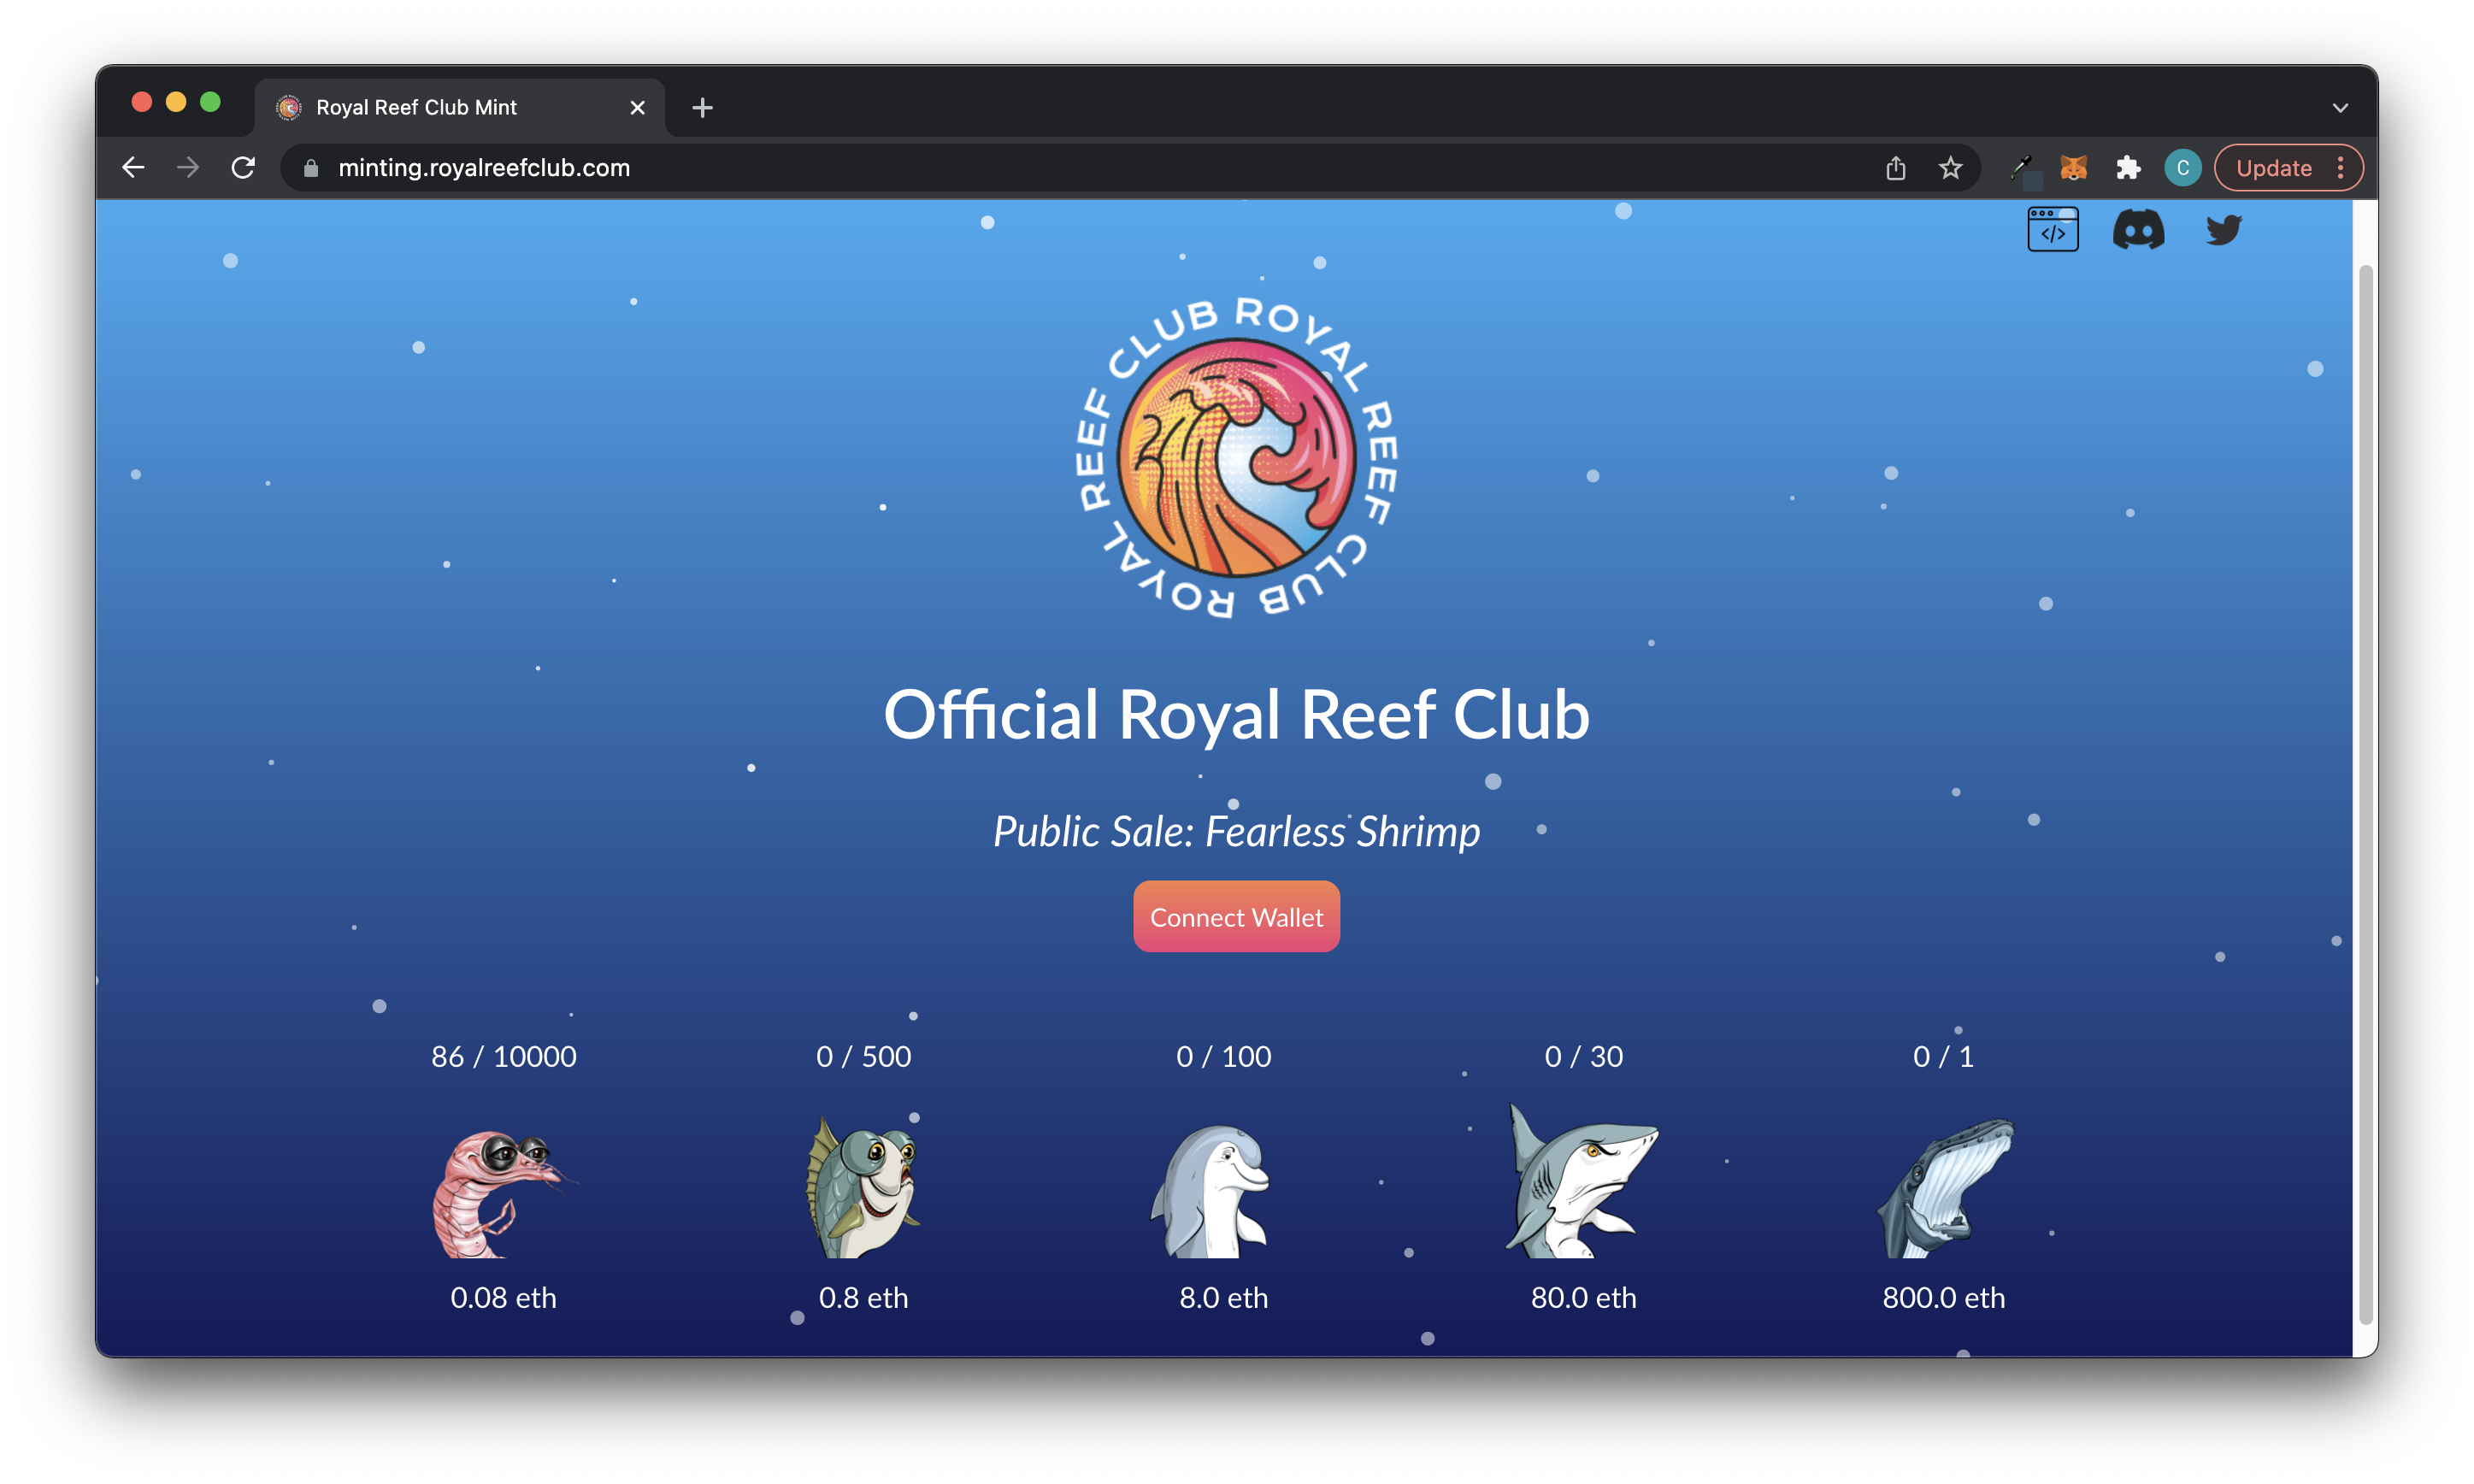 Royal Reef Club Mint
minting.royalreefclub.com
C
Update
</>
ROYAL REEF CLUB ROYAL REEF CLUB
Official Royal Reef Club
Public Sale: Fearless Shrimp
Connect Wallet
86 / 10000 0 / 500 0 / 100 0 / 30 0 / 1
0.08 eth 0.8 eth 8.0 eth 80.0 eth 800.0 eth